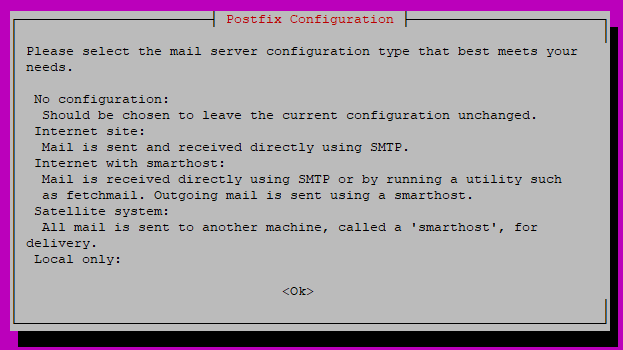 Postfix Configuration
Please select the mail server configuration type that best meets your
needs.
No configuration:
Should be chosen to leave the current configuration unchanged.
Internet site:
Mail is sent and received directly using SMTP.
Internet with smarthost:
Mail is received directly using SMTP or by running a utility such
as fetchmail. Outgoing mail is sent using a smarthost.
Satellite system:
All mail is sent to another machine, called a 'smarthost', for
delivery.
Local only:
<Ok>